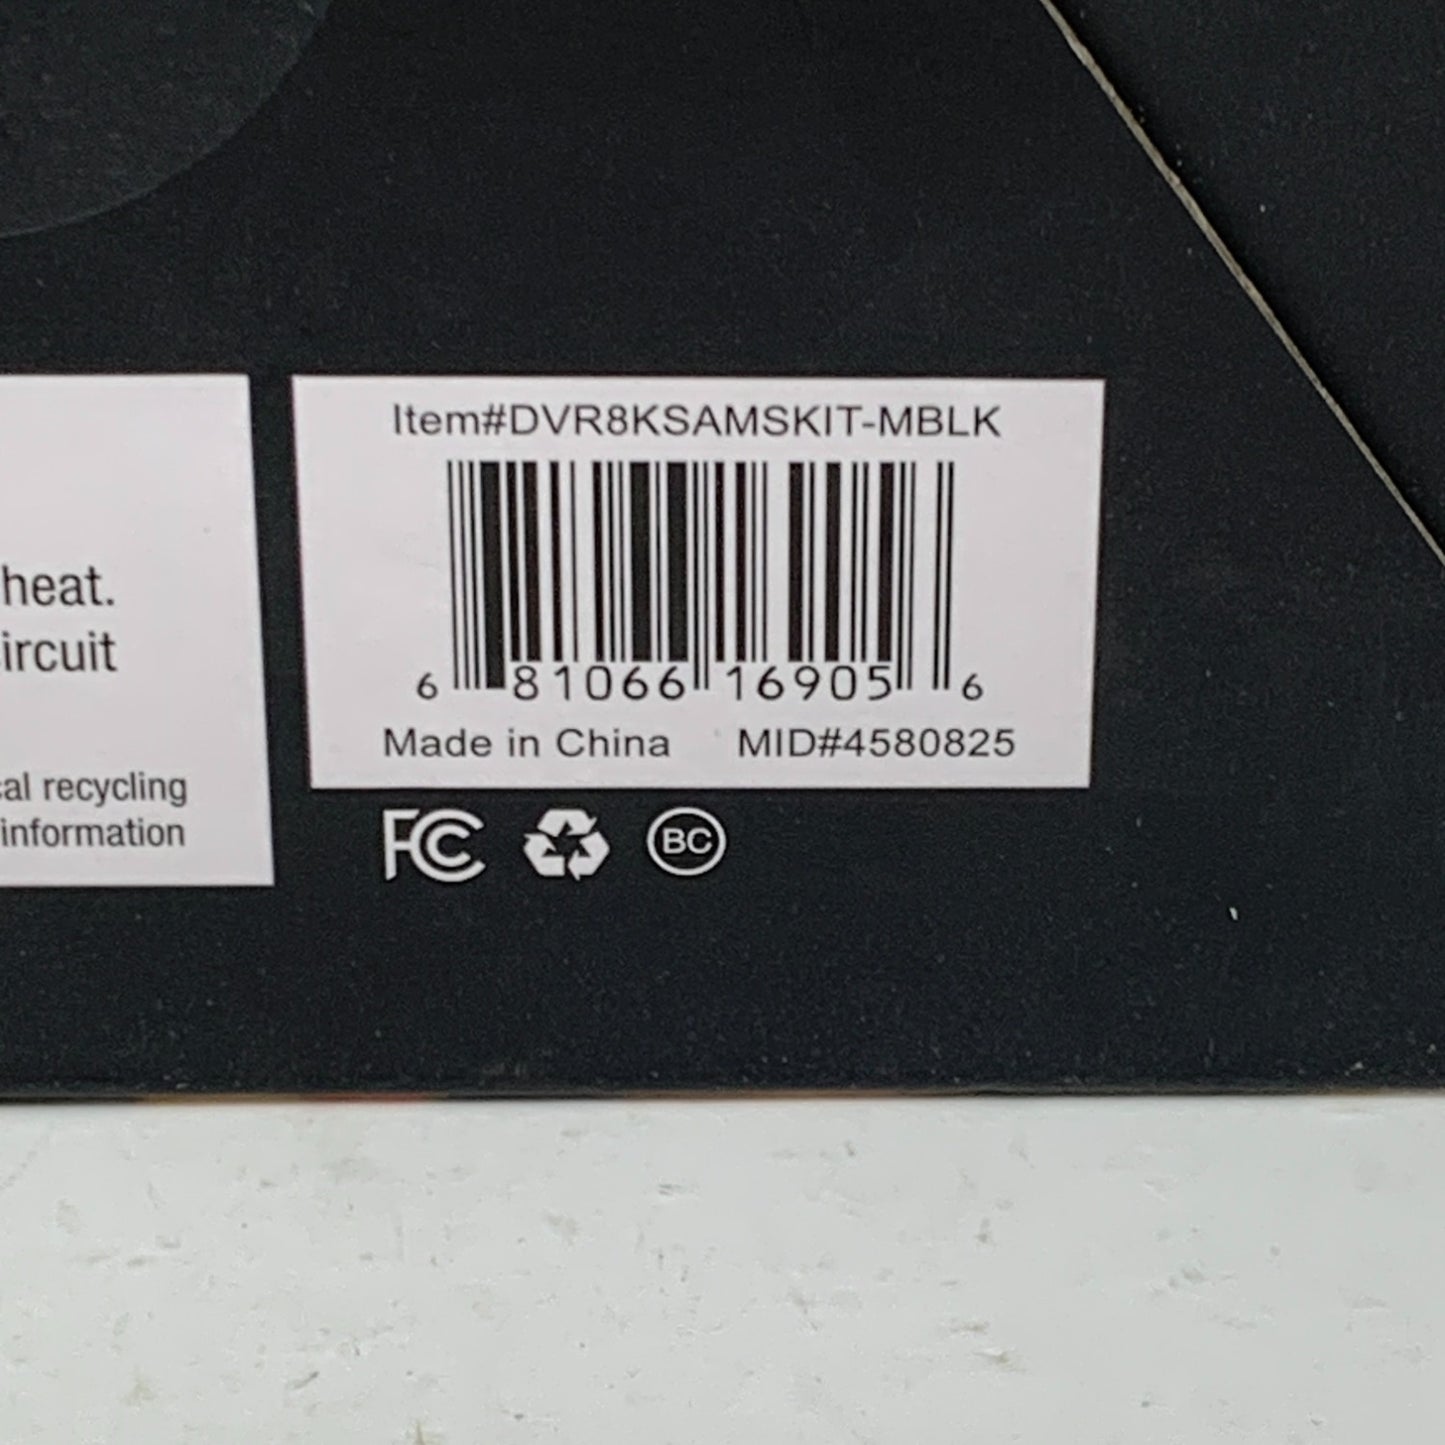 heat.
ircuit
al recycling
information
Item#DVR8KSAMSKIT-MBLK
6 81066 16905 6
Made in China MID#4580825
FC BC